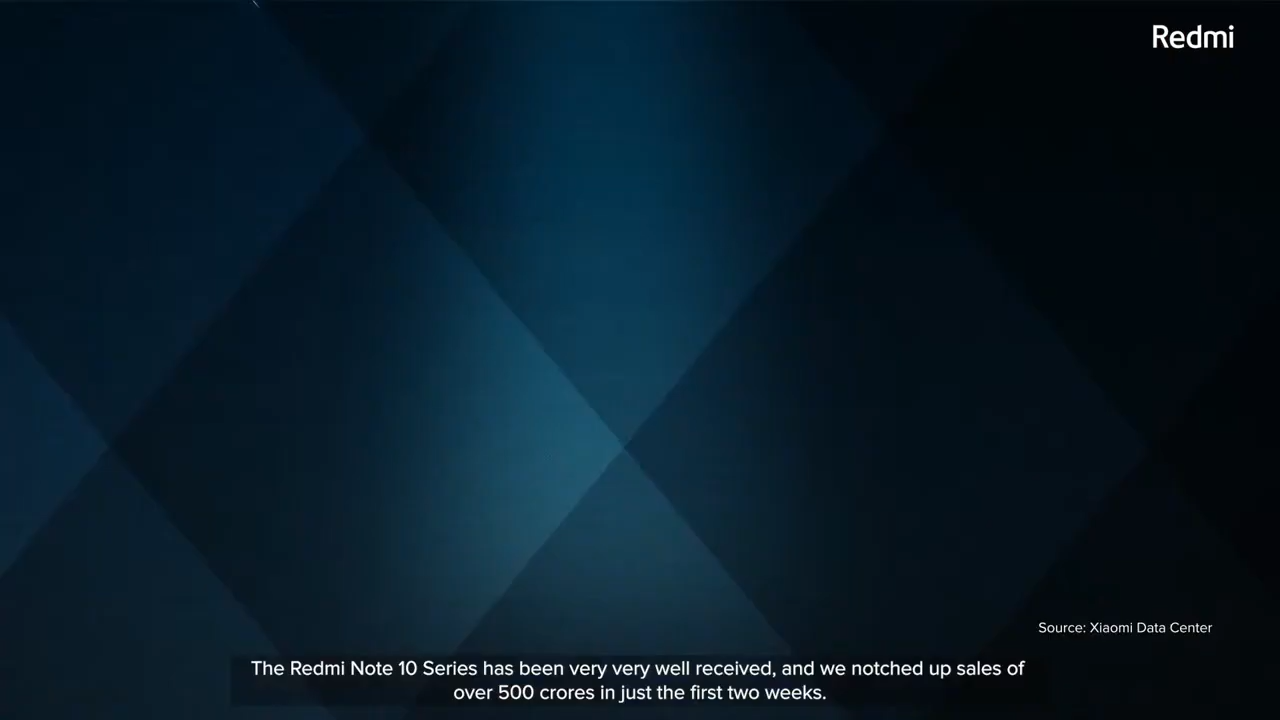 Redmi
Source: Xiaomi Data Center
The Redmi Note 10 Series has been very very well received, and we notched up sales of
over 500 crores in just the first two weeks.